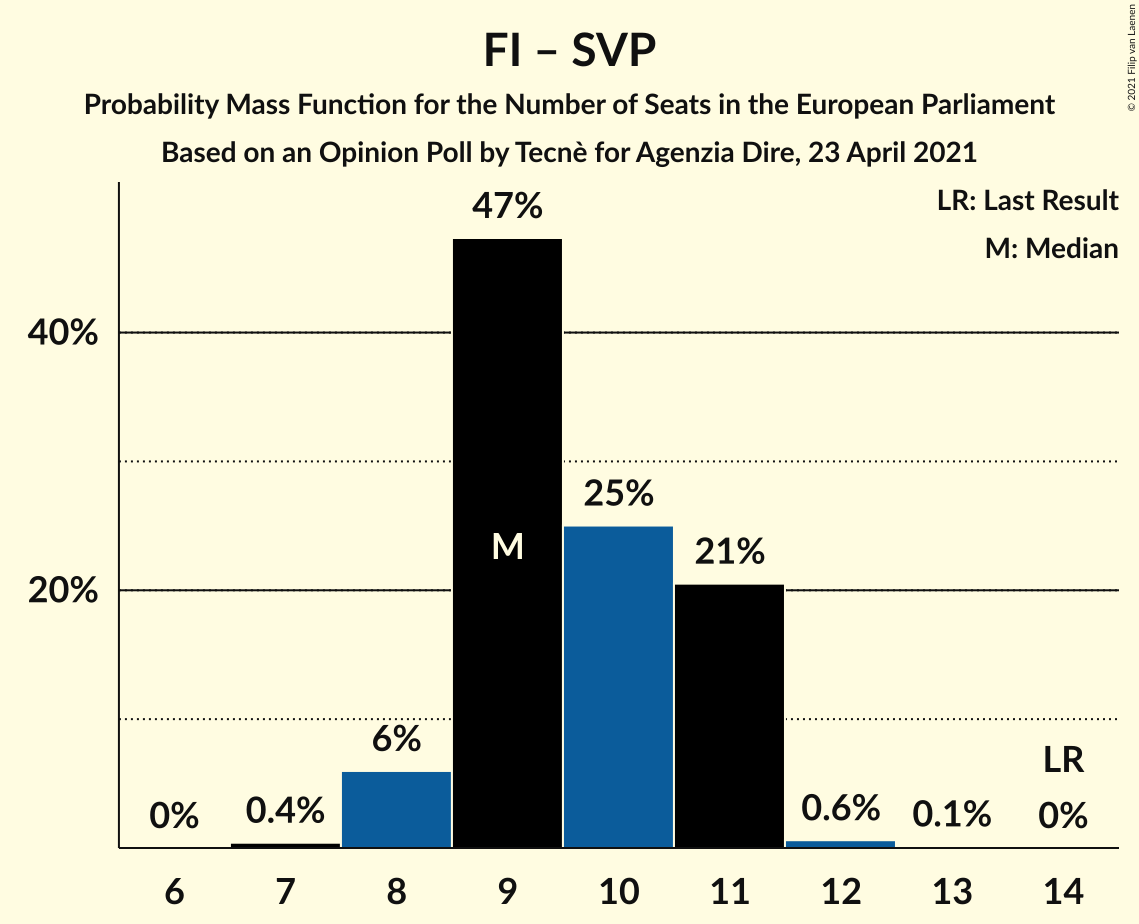 FI – SVP
Probability Mass Function for the Number of Seats in the European Parliament
Based on an Opinion Poll by Tecnè for Agenzia Dire, 23 April 2021
© 2021 Filip van Laenen
LR: Last Result
M: Median
47%
40%
25%
M
21%
20%
6%
LR
0%
0.4%
0.6%
0.1%
0%
6 7 8 9 10 11 12 13 14